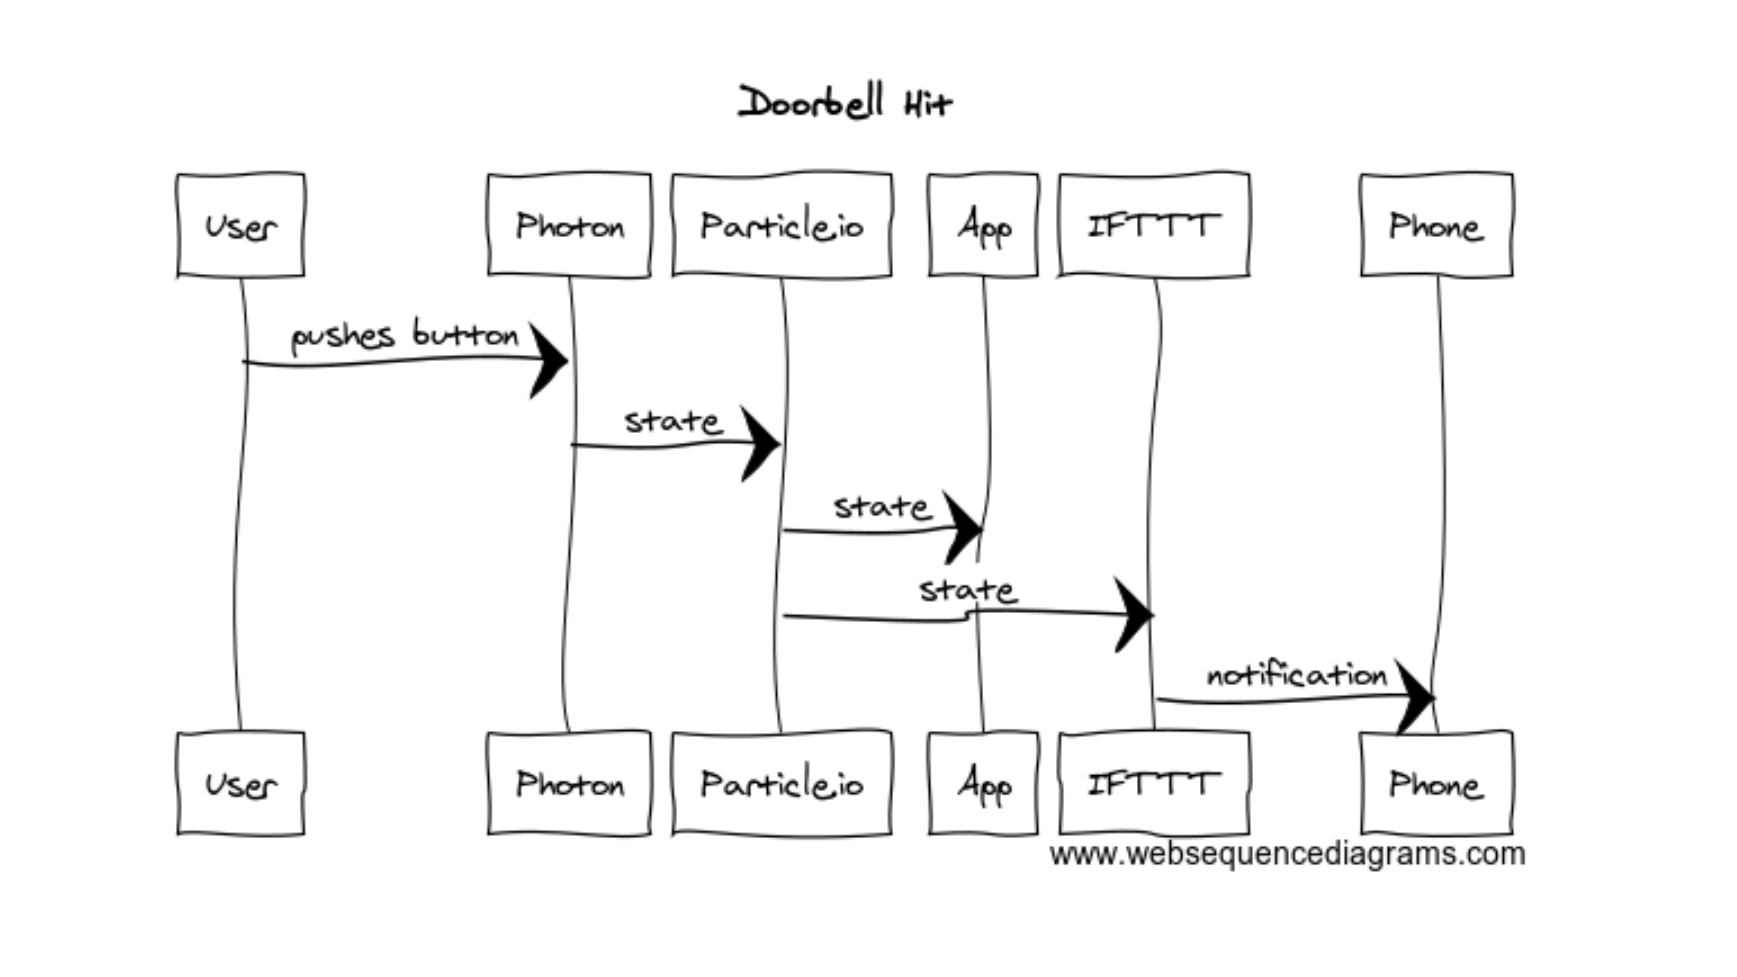 Doorbell Hit
User Photon Particle.io App IFTTT Phone
pushes button
state
state
state
notification
User Photon Particle.io App IFTTT Phone
www.websequencediagrams.com